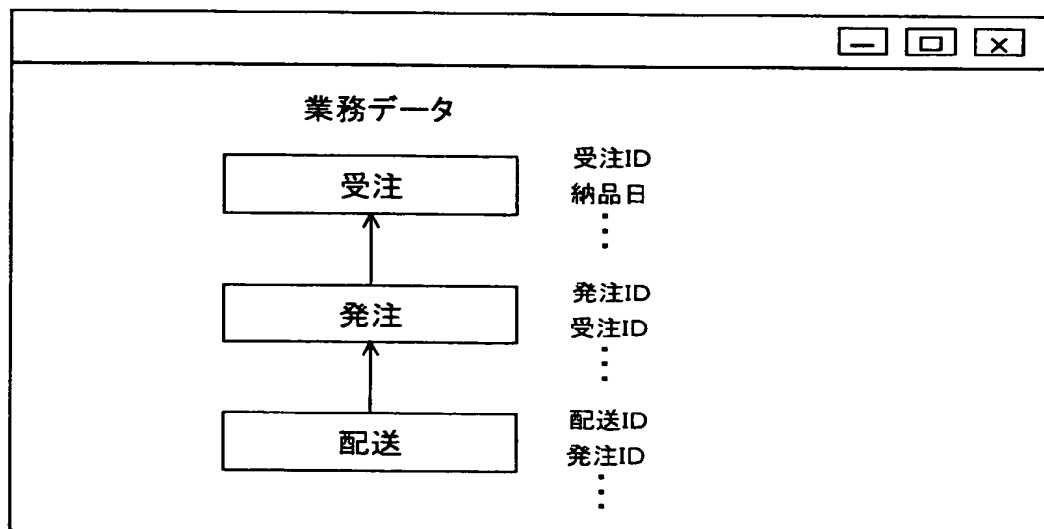 業務データ
受注
受注ID
納品日
発注
発注ID
受注ID
配送
配送ID
発注ID